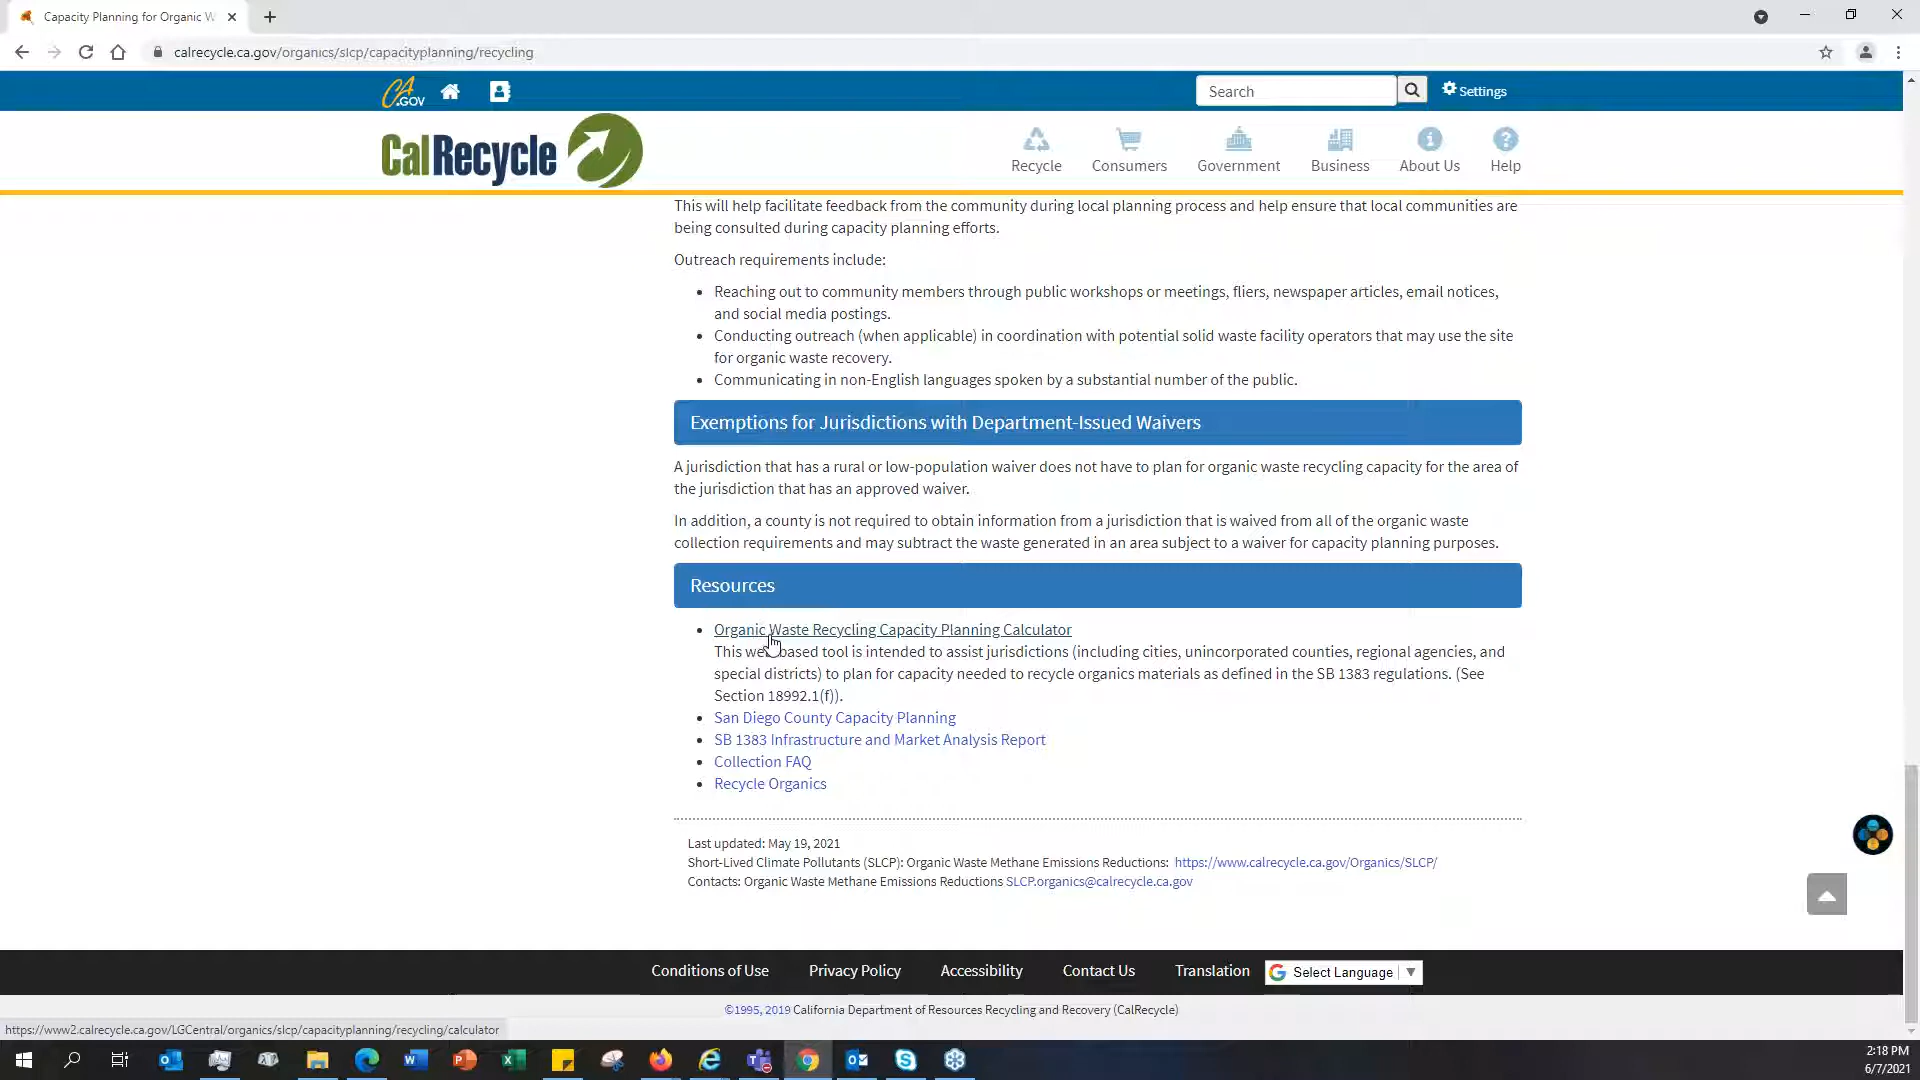 Capacity Planning for Organic W
calrecycle.ca.gov/organics/slcp/capacityplanning/recycling
CA.GOV
Search
Settings
CalRecycle
Recycle
Consumers
Government
Business
About Us
Help
This will help facilitate feedback from the community during local planning process and help ensure that local communities are
being consulted during capacity planning efforts.
Outreach requirements include:
Reaching out to community members through public workshops or meetings, fliers, newspaper articles, email notices,
and social media postings.
Conducting outreach (when applicable) in coordination with potential solid waste facility operators that may use the site
for organic waste recovery.
Communicating in non-English languages spoken by a substantial number of the public.
Exemptions for Jurisdictions with Department-Issued Waivers
A jurisdiction that has a rural or low-population waiver does not have to plan for organic waste recycling capacity for the area of
the jurisdiction that has an approved waiver.
In addition, a county is not required to obtain information from a jurisdiction that is waived from all of the organic waste
collection requirements and may subtract the waste generated in an area subject to a waiver for capacity planning purposes.
Resources
Organic Waste Recycling Capacity Planning Calculator
This web-based tool is intended to assist jurisdictions (including cities, unincorporated counties, regional agencies, and
special districts) to plan for capacity needed to recycle organics materials as defined in the SB 1383 regulations. (See
Section 18992.1(f)).
San Diego County Capacity Planning
SB 1383 Infrastructure and Market Analysis Report
Collection FAQ
Recycle Organics
Last updated: May 19, 2021
Short-Lived Climate Pollutants (SLCP): Organic Waste Methane Emissions Reductions: https://www.calrecycle.ca.gov/Organics/SLCP/
Contacts: Organic Waste Methane Emissions Reductions SLCP.organics@calrecycle.ca.gov
Conditions of Use
Privacy Policy
Accessibility
Contact Us
Translation
Select Language
©1995, 2019 California Department of Resources Recycling and Recovery (CalRecycle)
https://www2.calrecycle.ca.gov/LGCentral/organics/slcp/capacityplanning/recycling/calculator
2:18 PM
6/7/2021